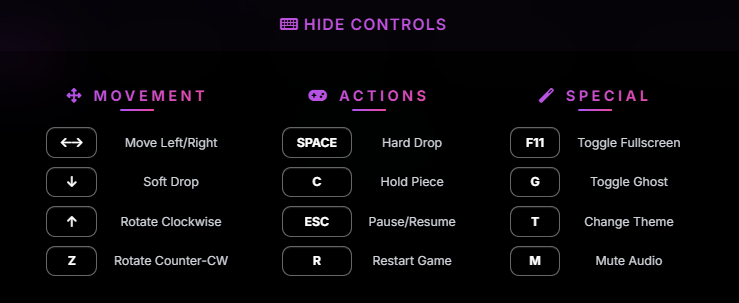 HIDE CONTROLS
MOVEMENT
←→ Move Left/Right
↓ Soft Drop
↑ Rotate Clockwise
Z Rotate Counter-CW
ACTIONS
SPACE Hard Drop
C Hold Piece
ESC Pause/Resume
R Restart Game
SPECIAL
F11 Toggle Fullscreen
G Toggle Ghost
T Change Theme
M Mute Audio